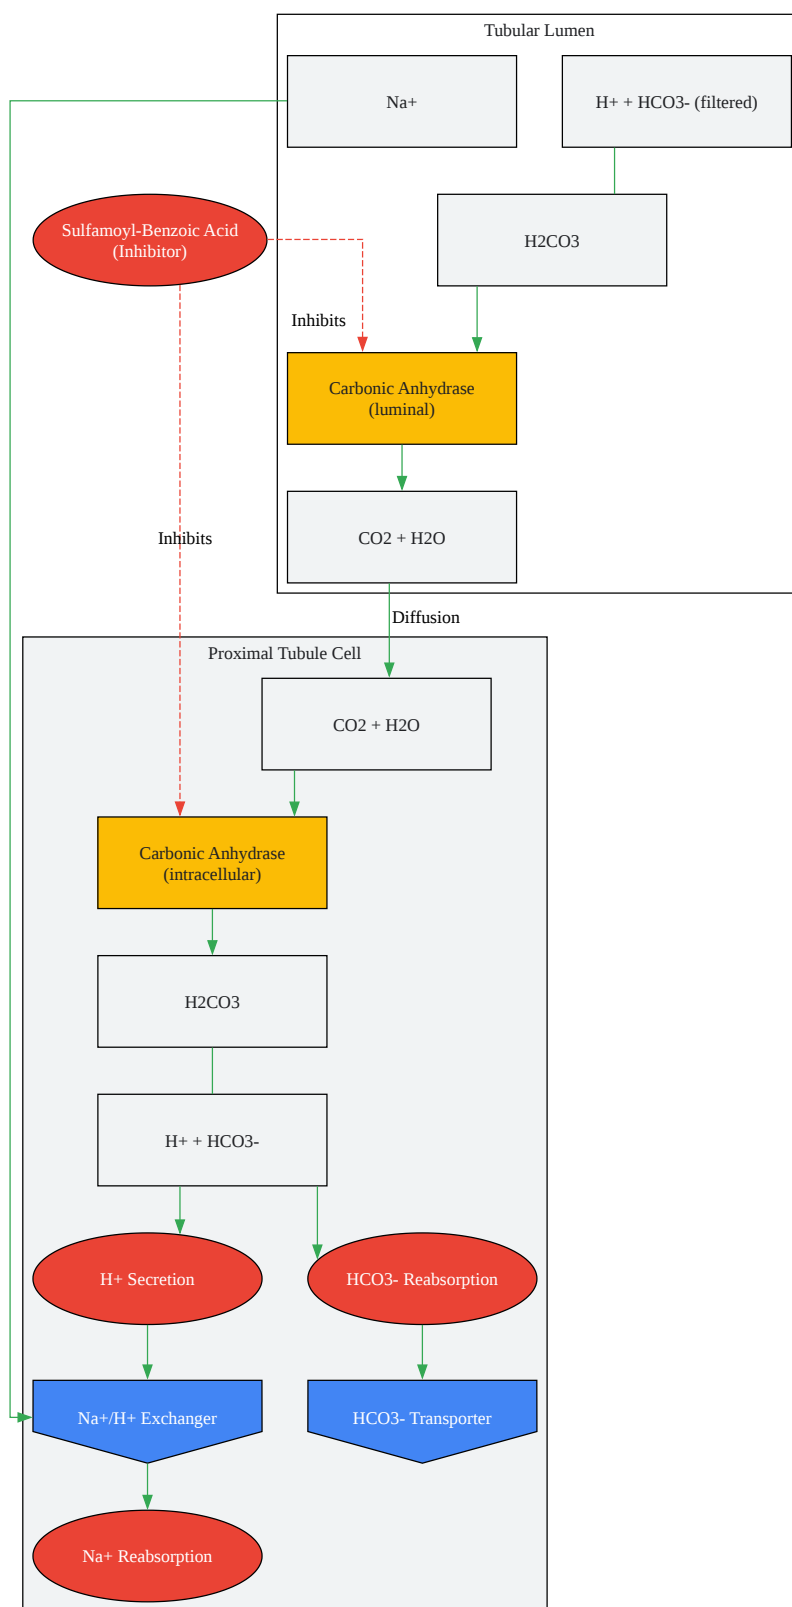 Tubular Lumen
Na+
H+ + HCO3- (filtered)
Sulfamoyl-Benzoic Acid
(Inhibitor)
H2CO3
Inhibits
Carbonic Anhydrase
(luminal)
Inhibits
CO2 + H2O
Diffusion
Proximal Tubule Cell
CO2 + H2O
Carbonic Anhydrase
(intracellular)
H2CO3
H+ + HCO3-
H+ Secretion
HCO3- Reabsorption
Na+/H+ Exchanger
HCO3- Transporter
Na+ Reabsorption